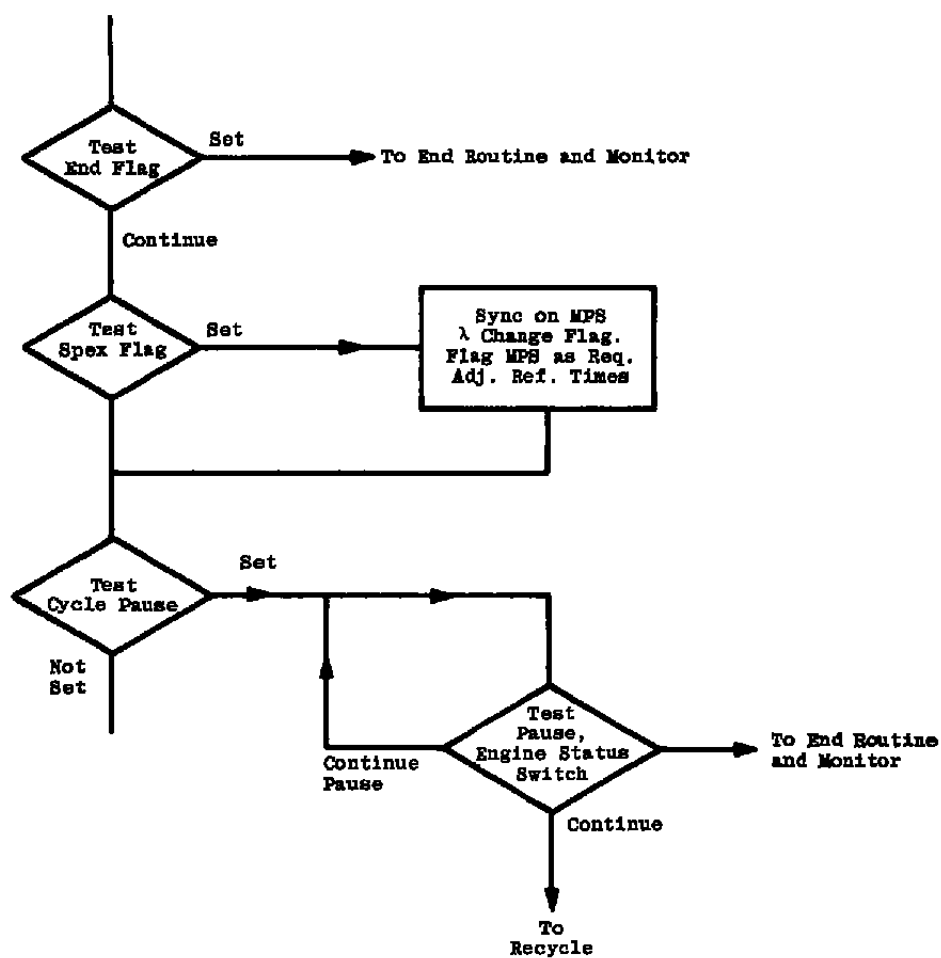 Test
End Flag
Set
To End Routine and Monitor
Continue
Test
Spex Flag
Set
Sync on MPS
λ Change Flag.
Flag MPS as Req.
Adj. Ref. Times
Test
Cycle Pause
Set
Not
Set
Test
Pause,
Engine Status
Switch
Continue
Pause
To End Routine
and Monitor
Continue
To
Recycle